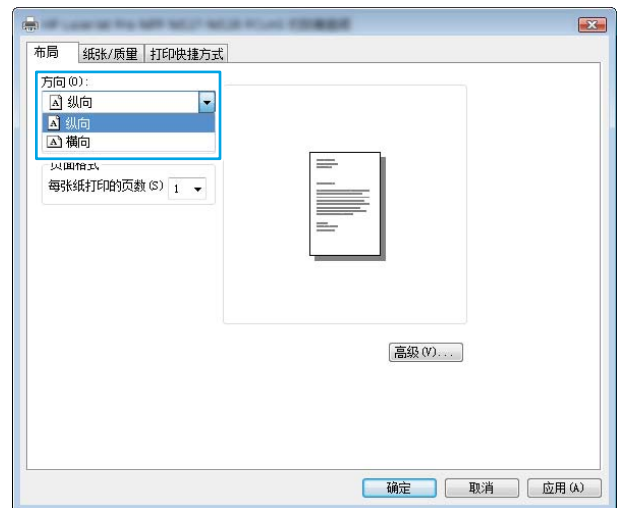 布局 纸张/质量 打印快捷方式
方向(O):
纵向
纵向
横向
页面格式
每张纸打印的页数(S) 1
高级(V)...
确定 取消 应用(A)